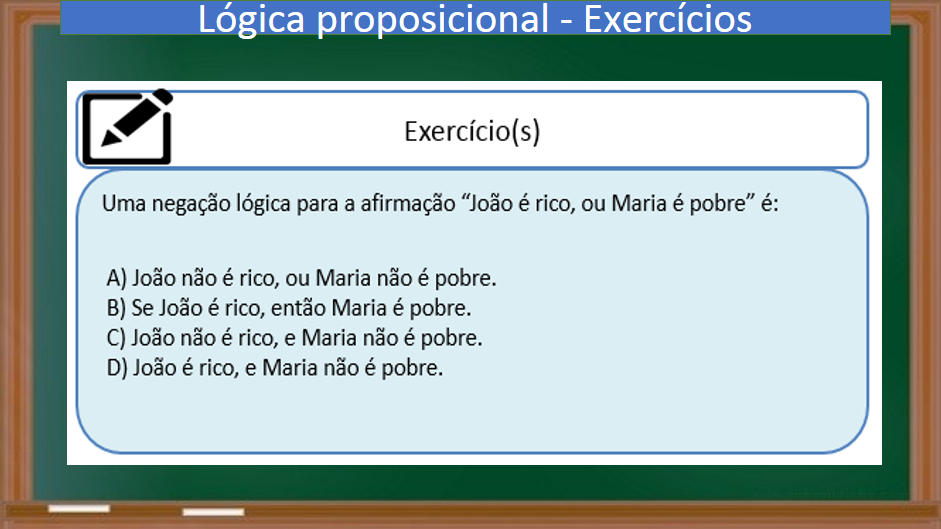 Lógica proposicional - Exercícios
Exercício(s)
Uma negação lógica para a afirmação “João é rico, ou Maria é pobre” é:
A) João não é rico, ou Maria não é pobre.
B) Se João é rico, então Maria é pobre.
C) João não é rico, e Maria não é pobre.
D) João é rico, e Maria não é pobre.